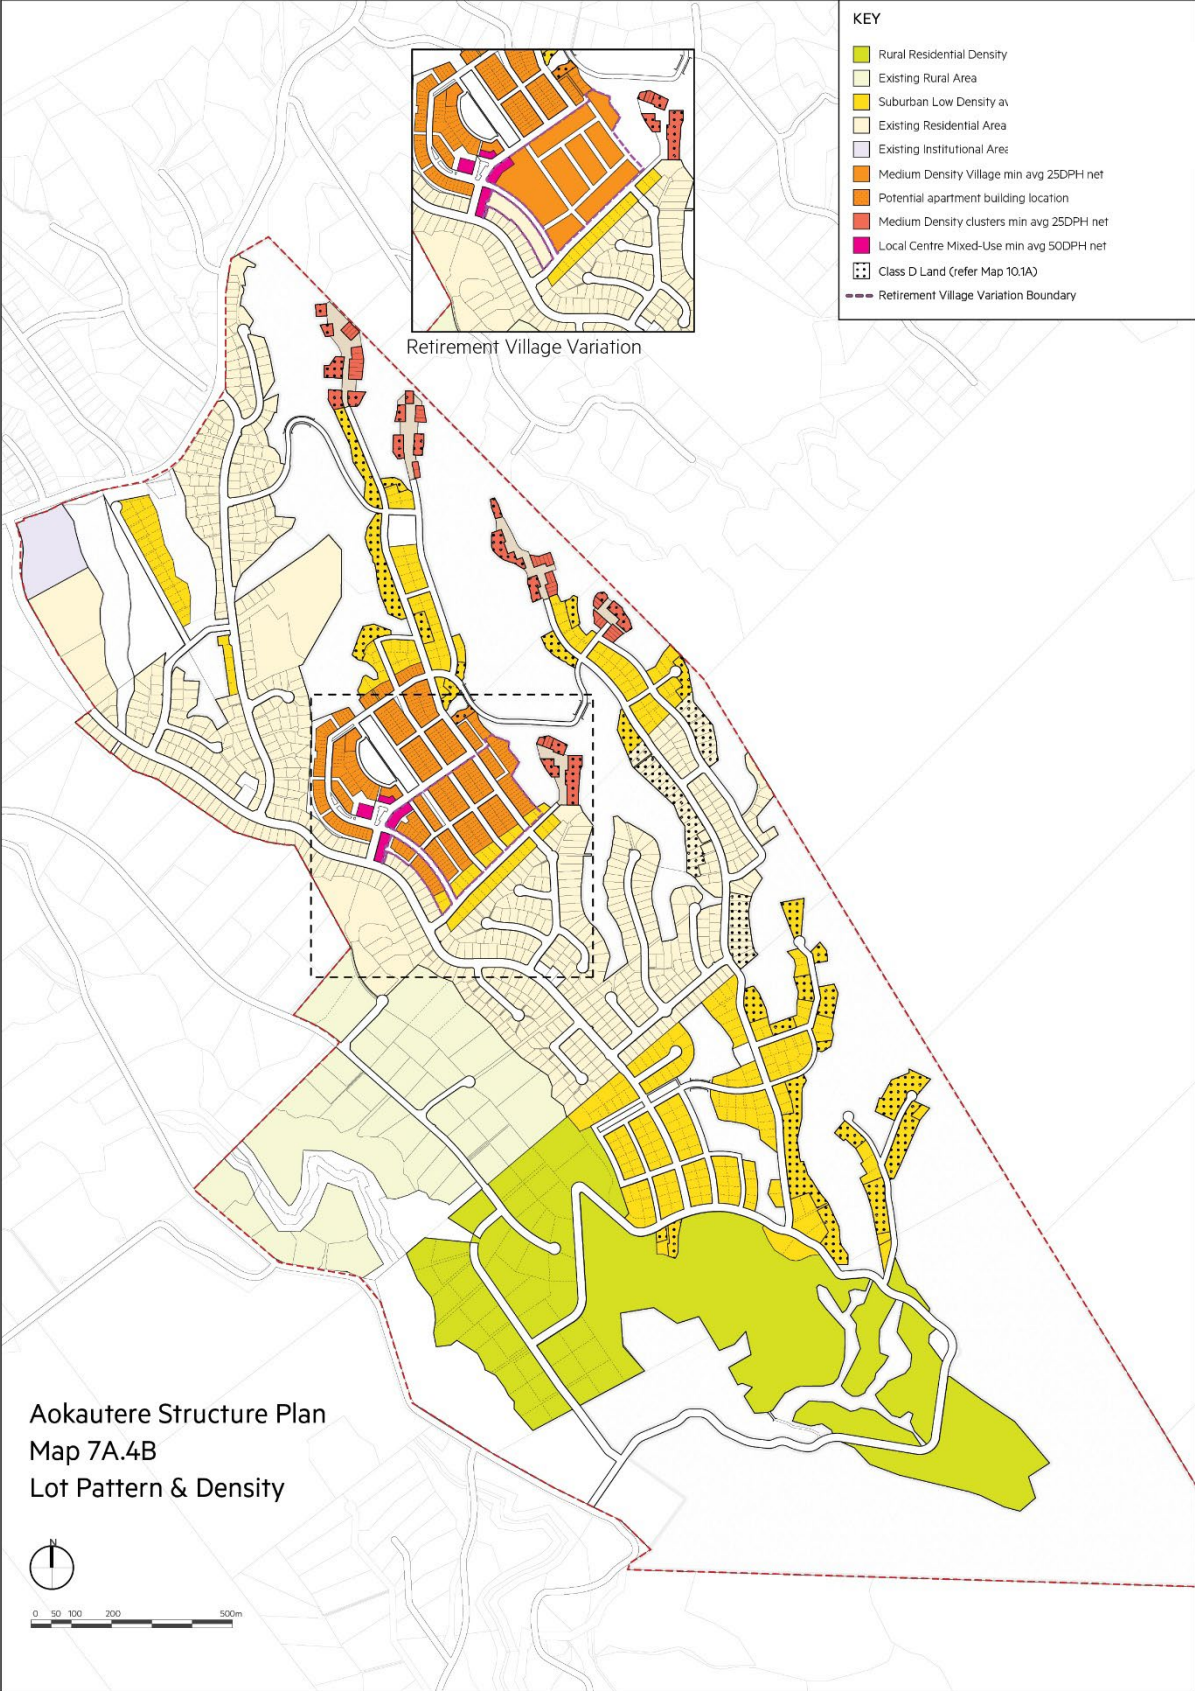 KEY
Rural Residential Density
Existing Rural Area
Suburban Low Density av
Existing Residential Area
Existing Institutional Area
Medium Density Village min avg 25DPH net
Potential apartment building location
Medium Density clusters min avg 25DPH net
Local Centre Mixed-Use min avg 50DPH net
Class D Land (refer Map 10.1A)
Retirement Village Variation Boundary
Retirement Village Variation
Aokautere Structure Plan
Map 7A.4B
Lot Pattern & Density
N
0 50 100 200 500m